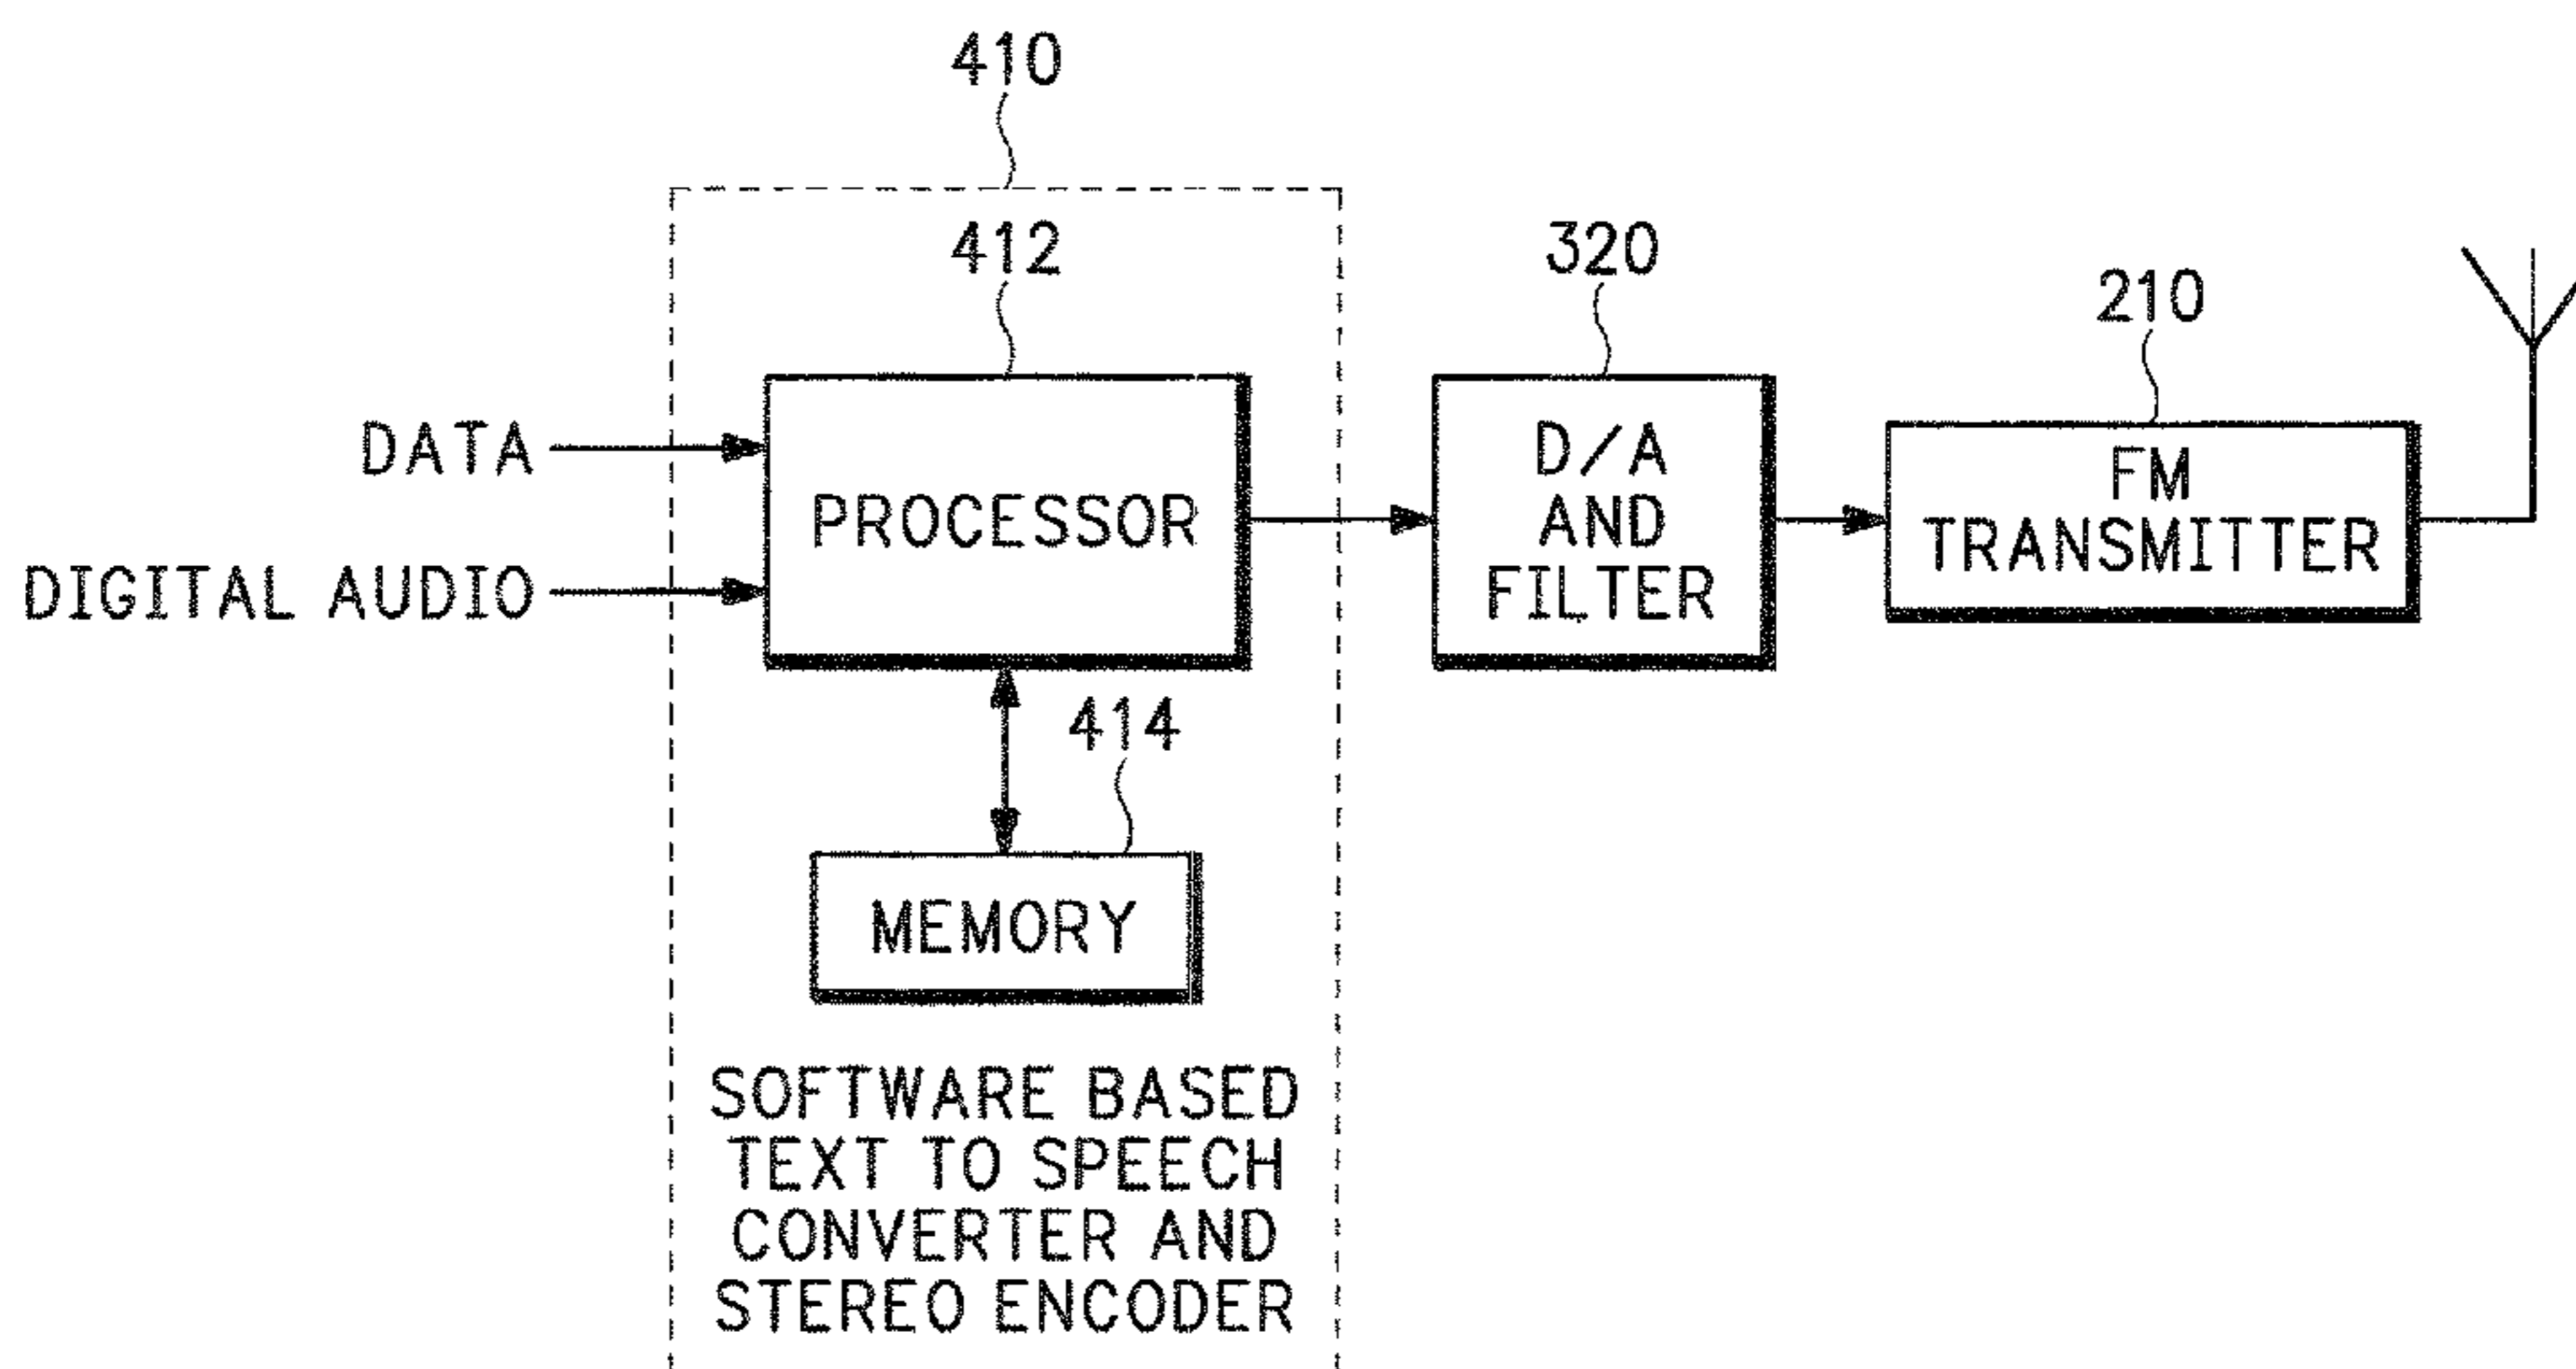 410
412
320
210
DATA
DIGITAL AUDIO
PROCESSOR
D/A
AND
FILTER
FM
TRANSMITTER
414
MEMORY
SOFTWARE BASED
TEXT TO SPEECH
CONVERTER AND
STEREO ENCODER